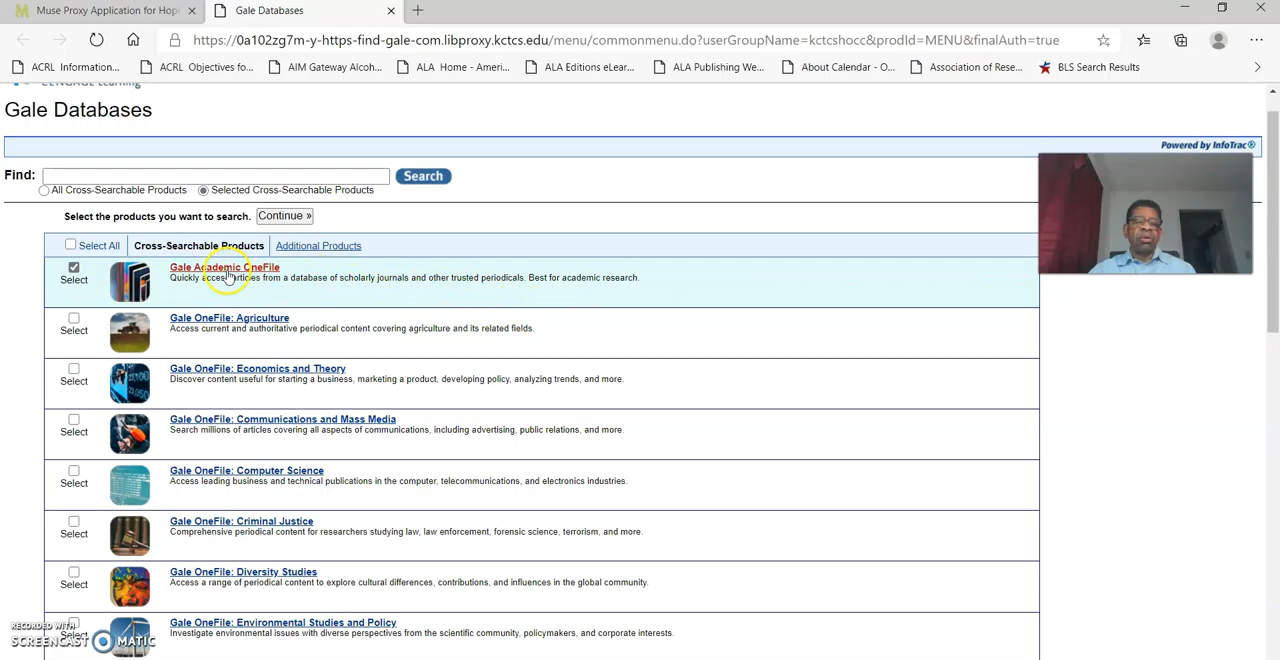 Muse Proxy Application for Hop
Gale Databases
https://0a102zg7m-y-https-find-gale-com.libproxy.kctcs.edu/menu/commonmenu.do?userGroupName=kctcshocc&prodId=MENU&finalAuth=true
ACRL Information...
ACRL Objectives fo...
AIM Gateway Alcoh...
ALA Home - Ameri...
ALA Editions eLear...
ALA Publishing We...
About Calendar - O...
Association of Rese...
BLS Search Results
CENGAGE Learning
Gale Databases
Powered by InfoTrac®
Find:
Search
All Cross-Searchable Products
Selected Cross-Searchable Products
Select the products you want to search.
Continue »
Select All
Cross-Searchable Products
Additional Products
Select
Gale Academic OneFile
Quickly access articles from a database of scholarly journals and other trusted periodicals. Best for academic research.
Select
Gale OneFile: Agriculture
Access current and authoritative periodical content covering agriculture and its related fields.
Select
Gale OneFile: Economics and Theory
Discover content useful for starting a business, marketing a product, developing policy, analyzing trends, and more.
Select
Gale OneFile: Communications and Mass Media
Search millions of articles covering all aspects of communications, including advertising, public relations, and more.
Select
Gale OneFile: Computer Science
Access leading business and technical publications in the computer, telecommunications, and electronics industries.
Select
Gale OneFile: Criminal Justice
Comprehensive periodical content for researchers studying law, law enforcement, forensic science, terrorism, and more.
Select
Gale OneFile: Diversity Studies
Access a range of periodical content to explore cultural differences, contributions, and influences in the global community.
Select
Gale OneFile: Environmental Studies and Policy
Investigate environmental issues with diverse perspectives from the scientific community, policymakers, and corporate interests.
RECORDED WITH
SCREENCAST MATIC